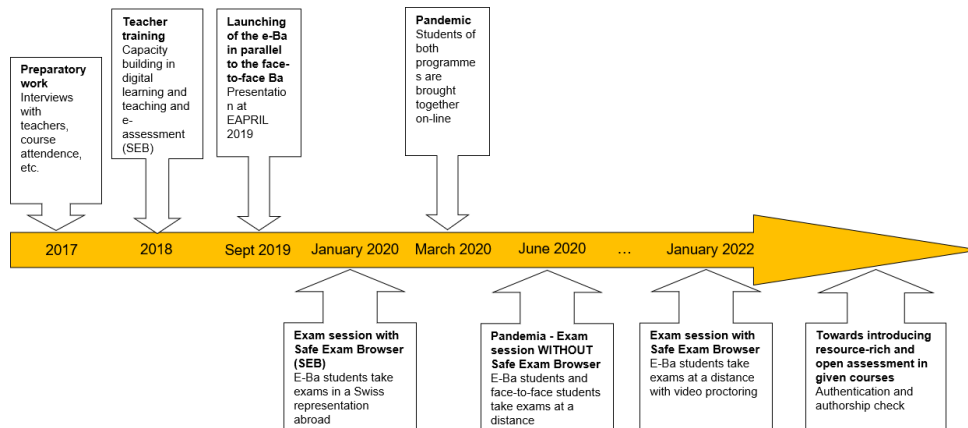 Preparatory
work
Interviews
with
teachers,
course
attendence,
etc.
Teacher
training
Capacity
building in
digital
learning and
teaching and
e-
assessment
(SEB)
Launching
of the e-Ba
in parallel
to the face-
to-face Ba
Presentatio
n at
EAPRIL
2019
Pandemic
Students of
both
programme
s are
brought
together
on-line
2017
2018
Sept 2019
January 2020
March 2020
June 2020
...
January 2022
Exam session with
Safe Exam Browser
(SEB)
E-Ba students take
exams in a Swiss
representation
abroad
Pandemia - Exam
session WITHOUT
Safe Exam Browser
E-Ba students and
face-to-face students
take exams at a
distance
Exam session with
Safe Exam Browser
E-Ba students take
exams at a distance
with video proctoring
Towards introducing
resource-rich and
open assessment in
given courses
Authentication and
authorship check